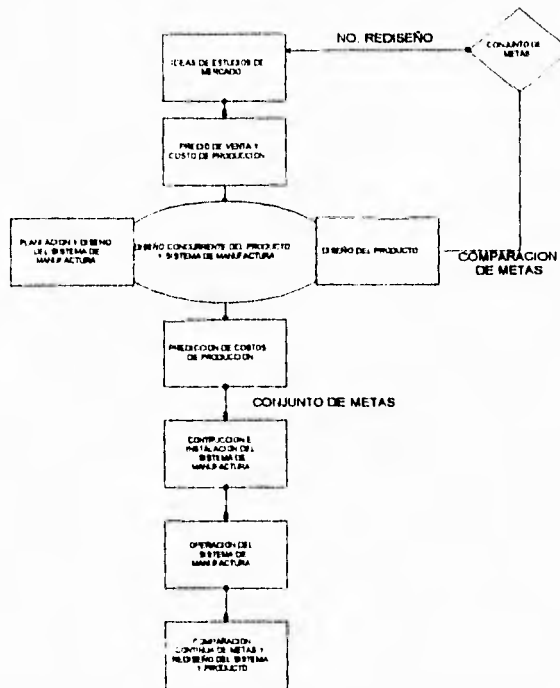 NO. REDISEÑO
CONJUNTO DE
METAS
IDEAS DE ESTUDIOS DE
MERCADO
PRECIO DE VENTA Y
CUSTO DE PRODUCCION
PLANEACION Y DISEÑO
DEL SISTEMA DE
MANUFACTURA
DISEÑO CONCURRENTE DEL PRODUCTO
Y SISTEMA DE MANUFACTURA
DISEÑO DEL PRODUCTO
COMPARACION
DE METAS
PREDICCION DE COSTOS
DE PRODUCCION
CONJUNTO DE METAS
CONTRUCCION E
INSTALACION DEL
SISTEMA DE
MANUFACTURA
OPERACION DEL
SISTEMA DE
MANUFACTURA
COMPARACION
CONTINUA DE METAS Y
REDISEÑO DEL SISTEMA
Y PRODUCTO